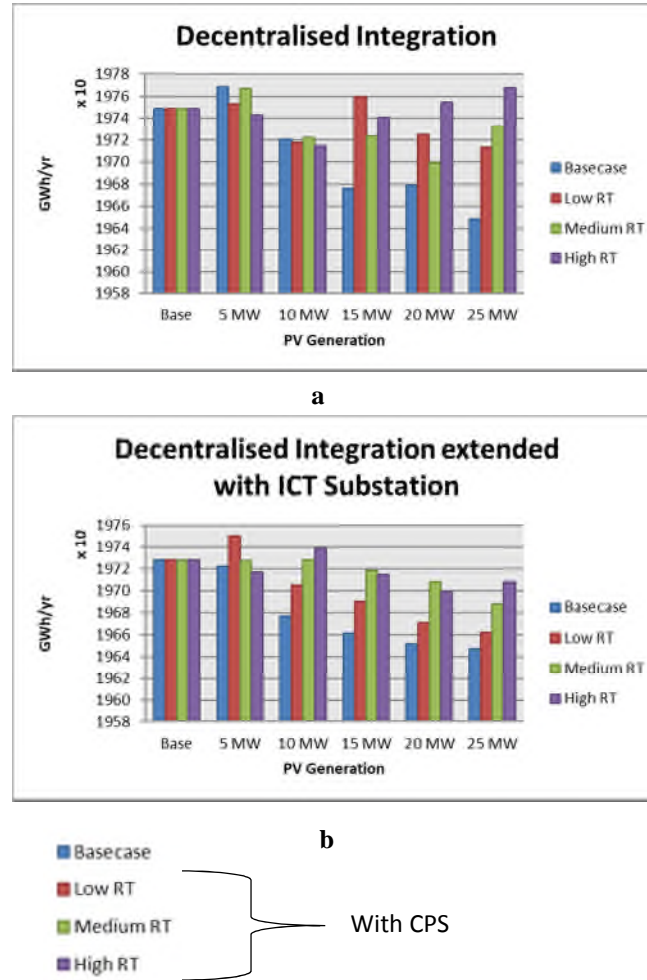 Decentralised Integration
x 10
1978
1976
1974
1972
1970
1968
1966
1964
1962
1960
1958
GWh/yr
Base 5 MW 10 MW 15 MW 20 MW 25 MW
PV Generation
Basecase
Low RT
Medium RT
High RT
a
Decentralised Integration extended
with ICT Substation
x 10
1976
1974
1972
1970
1968
1966
1964
1962
1960
1958
GWh/yr
Base 5 MW 10 MW 15 MW 20 MW 25 MW
PV Generation
Basecase
Low RT
Medium RT
High RT
b
Basecase
Low RT
Medium RT
High RT
With CPS